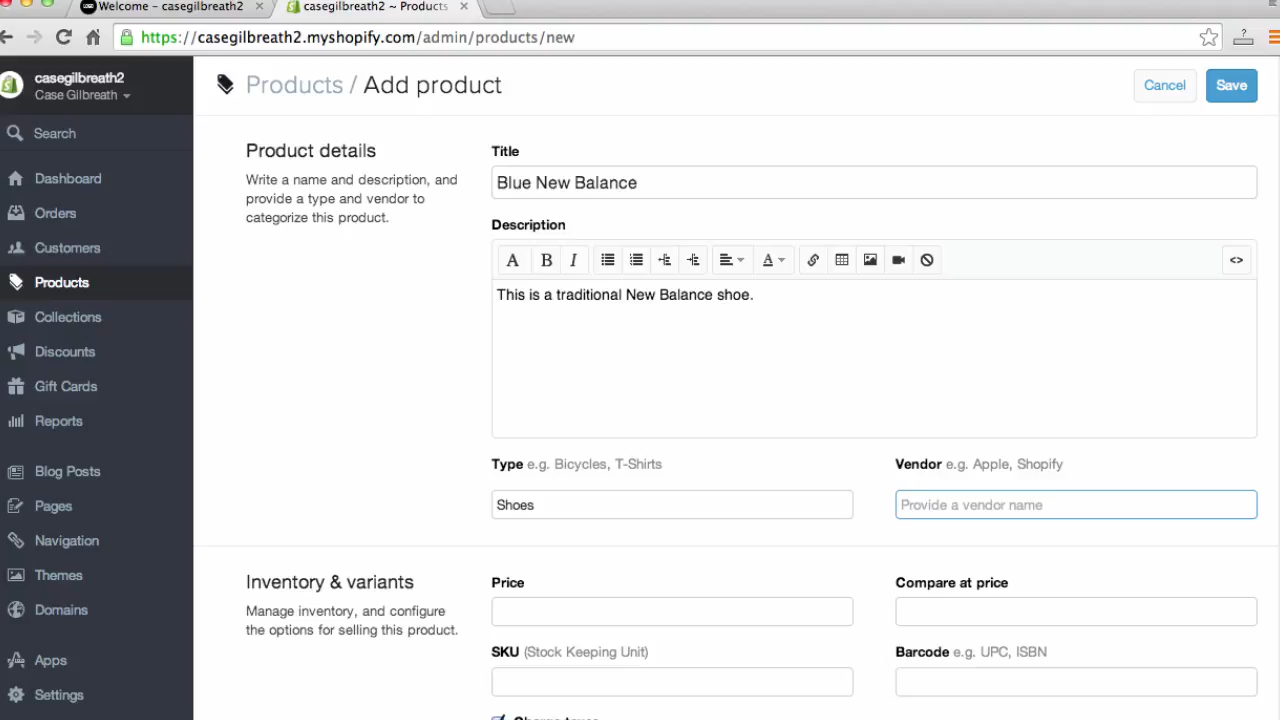 Welcome ~ casegilbreath2
casegilbreath2 ~ Products
https://casegilbreath2.myshopify.com/admin/products/new
casegilbreath2
Case Gilbreath
Products / Add product
Cancel
Save
Search
Dashboard
Orders
Customers
Products
Collections
Discounts
Gift Cards
Reports
Blog Posts
Pages
Navigation
Themes
Domains
Apps
Settings
Product details
Write a name and description, and
provide a type and vendor to
categorize this product.
Title
Blue New Balance
Description
A B I A <>
This is a traditional New Balance shoe.
Type e.g. Bicycles, T-Shirts
Vendor e.g. Apple, Shopify
Shoes
Provide a vendor name
Inventory & variants
Manage inventory, and configure
the options for selling this product.
Price
Compare at price
SKU (Stock Keeping Unit)
Barcode e.g. UPC, ISBN
Charge taxes